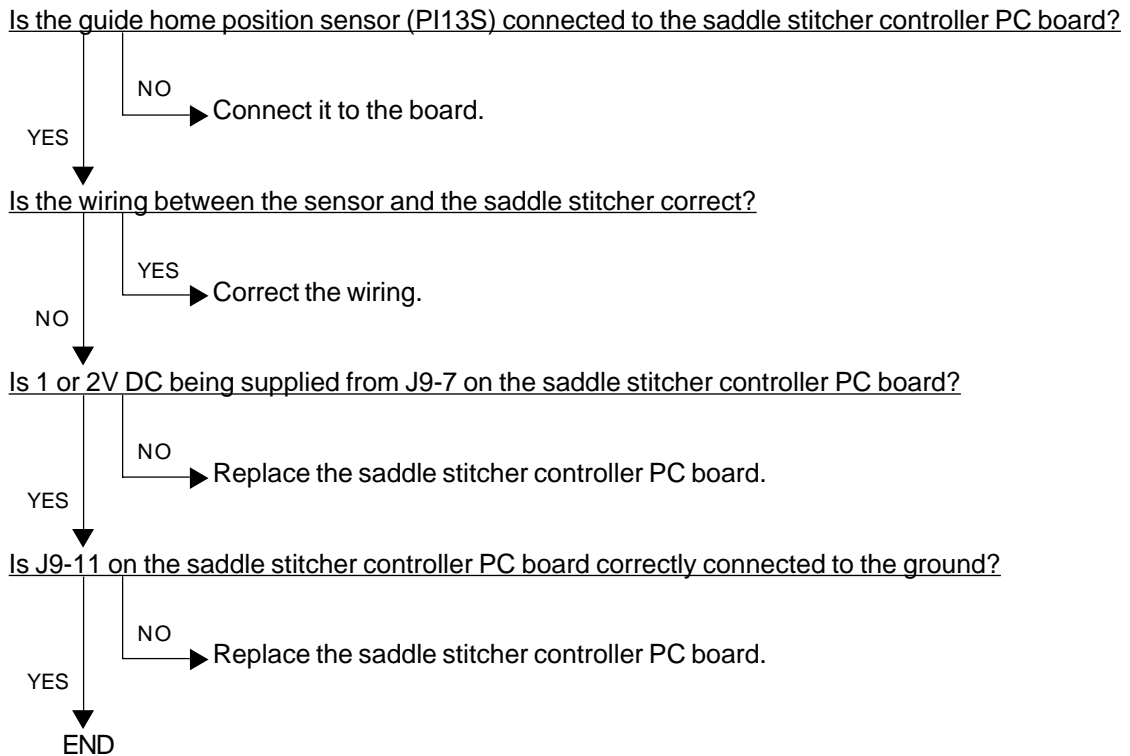 Is the guide home position sensor (PI13S) connected to the saddle stitcher controller PC board?
NO
Connect it to the board.
YES
Is the wiring between the sensor and the saddle stitcher correct?
YES
Correct the wiring.
NO
Is 1 or 2V DC being supplied from J9-7 on the saddle stitcher controller PC board?
NO
Replace the saddle stitcher controller PC board.
YES
Is J9-11 on the saddle stitcher controller PC board correctly connected to the ground?
NO
Replace the saddle stitcher controller PC board.
YES
END